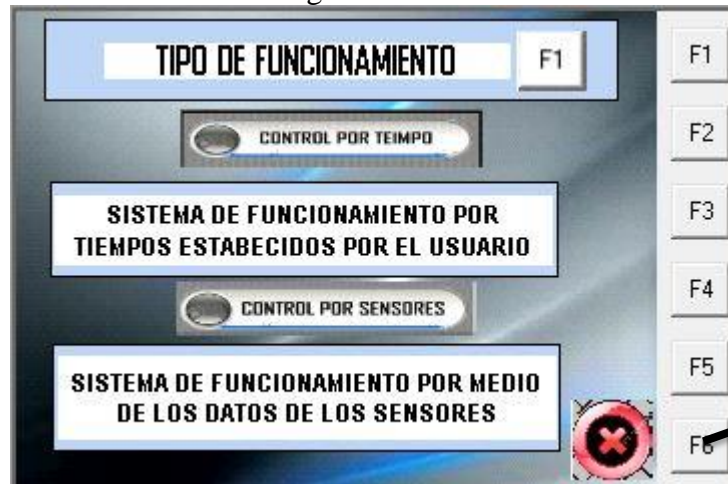 TIPO DE FUNCIONAMIENTO F1
CONTROL POR TEIMPO
SISTEMA DE FUNCIONAMIENTO POR
TIEMPOS ESTABECIDOS POR EL USUARIO
CONTROL POR SENSORES
SISTEMA DE FUNCIONAMIENTO POR MEDIO
DE LOS DATOS DE LOS SENSORES
F1
F2
F3
F4
F5
F6